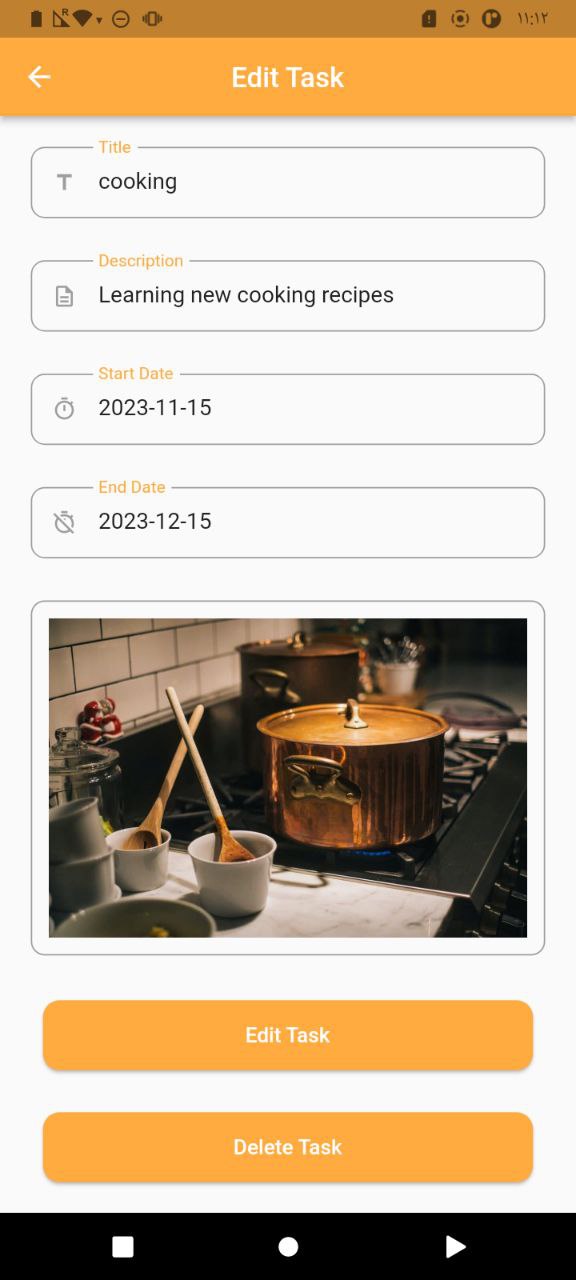 R
١١:١٢
Edit Task
Title
cooking
Description
Learning new cooking recipes
Start Date
2023-11-15
End Date
2023-12-15
Edit Task
Delete Task